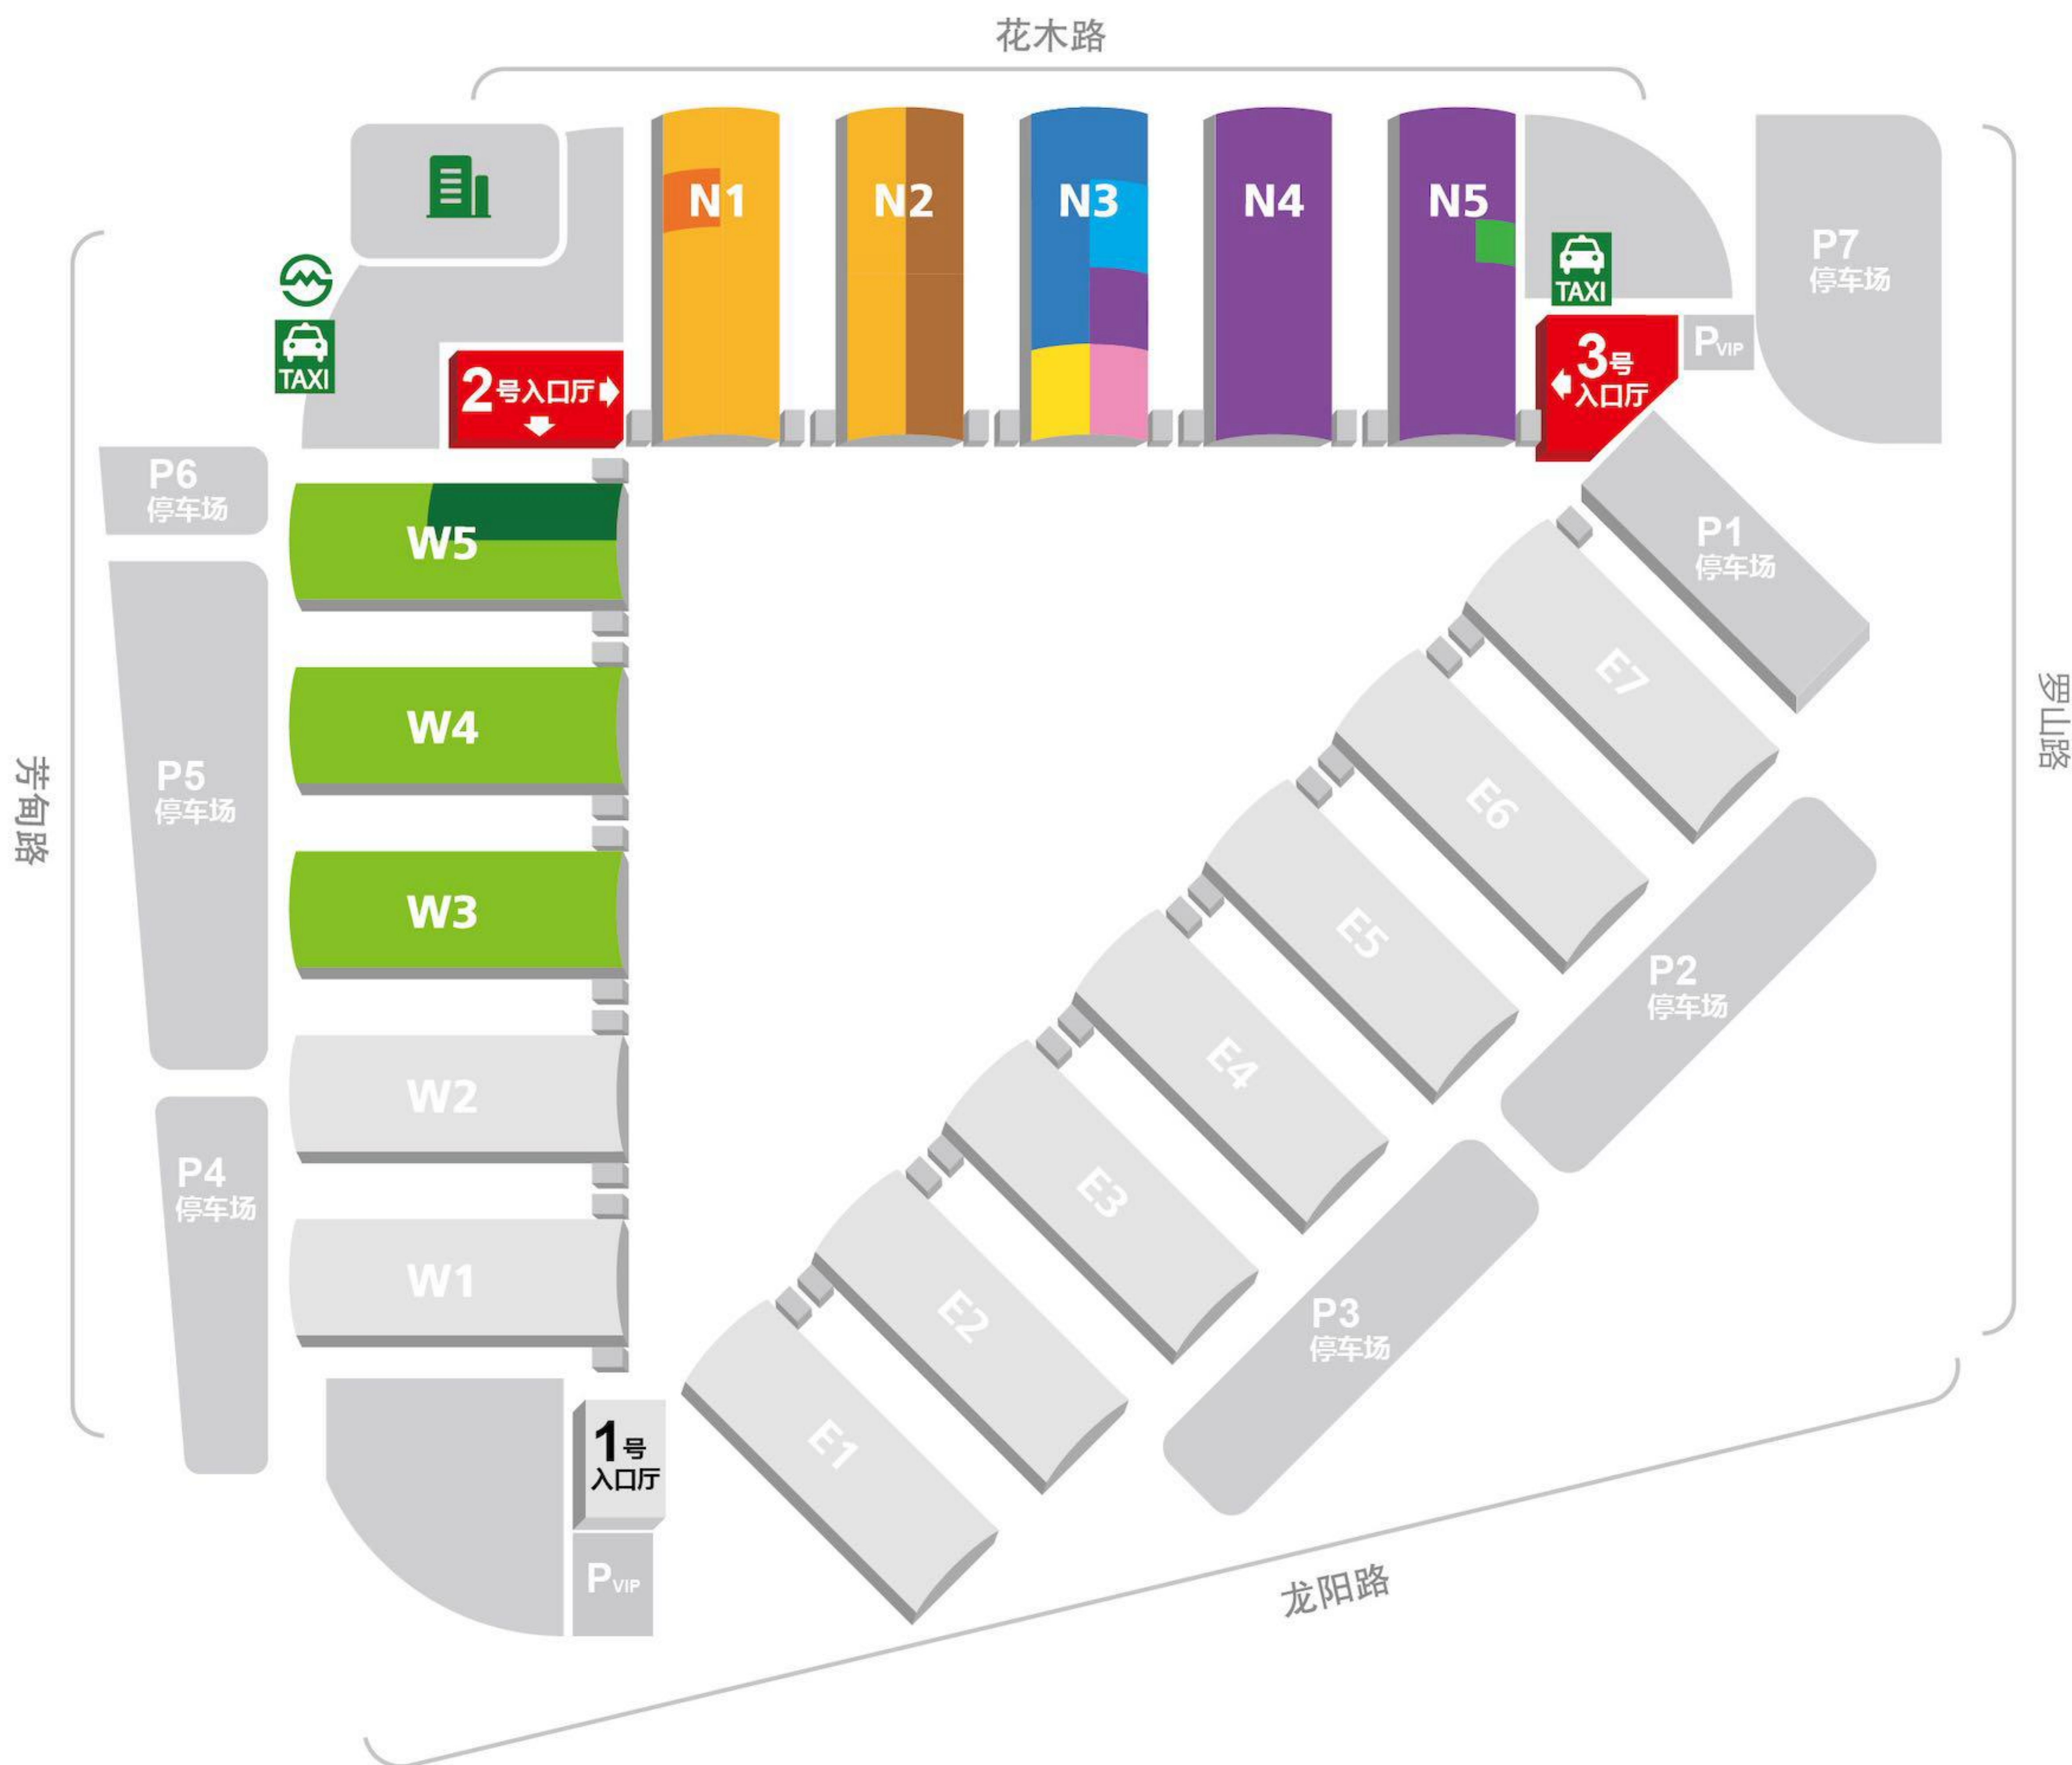 花木路
N1
N2
N3
N4
N5
P7
停车场
TAXI
3号
入口厅
PVIP
TAXI
2号入口厅
P6
停车场
W5
P1
停车场
E7
罗山路
W4
P5
停车场
芳甸路
E6
W3
E5
P2
停车场
E4
W2
P4
停车场
E3
W1
E2
P3
停车场
1号
入口厅
E1
PVIP
龙阳路